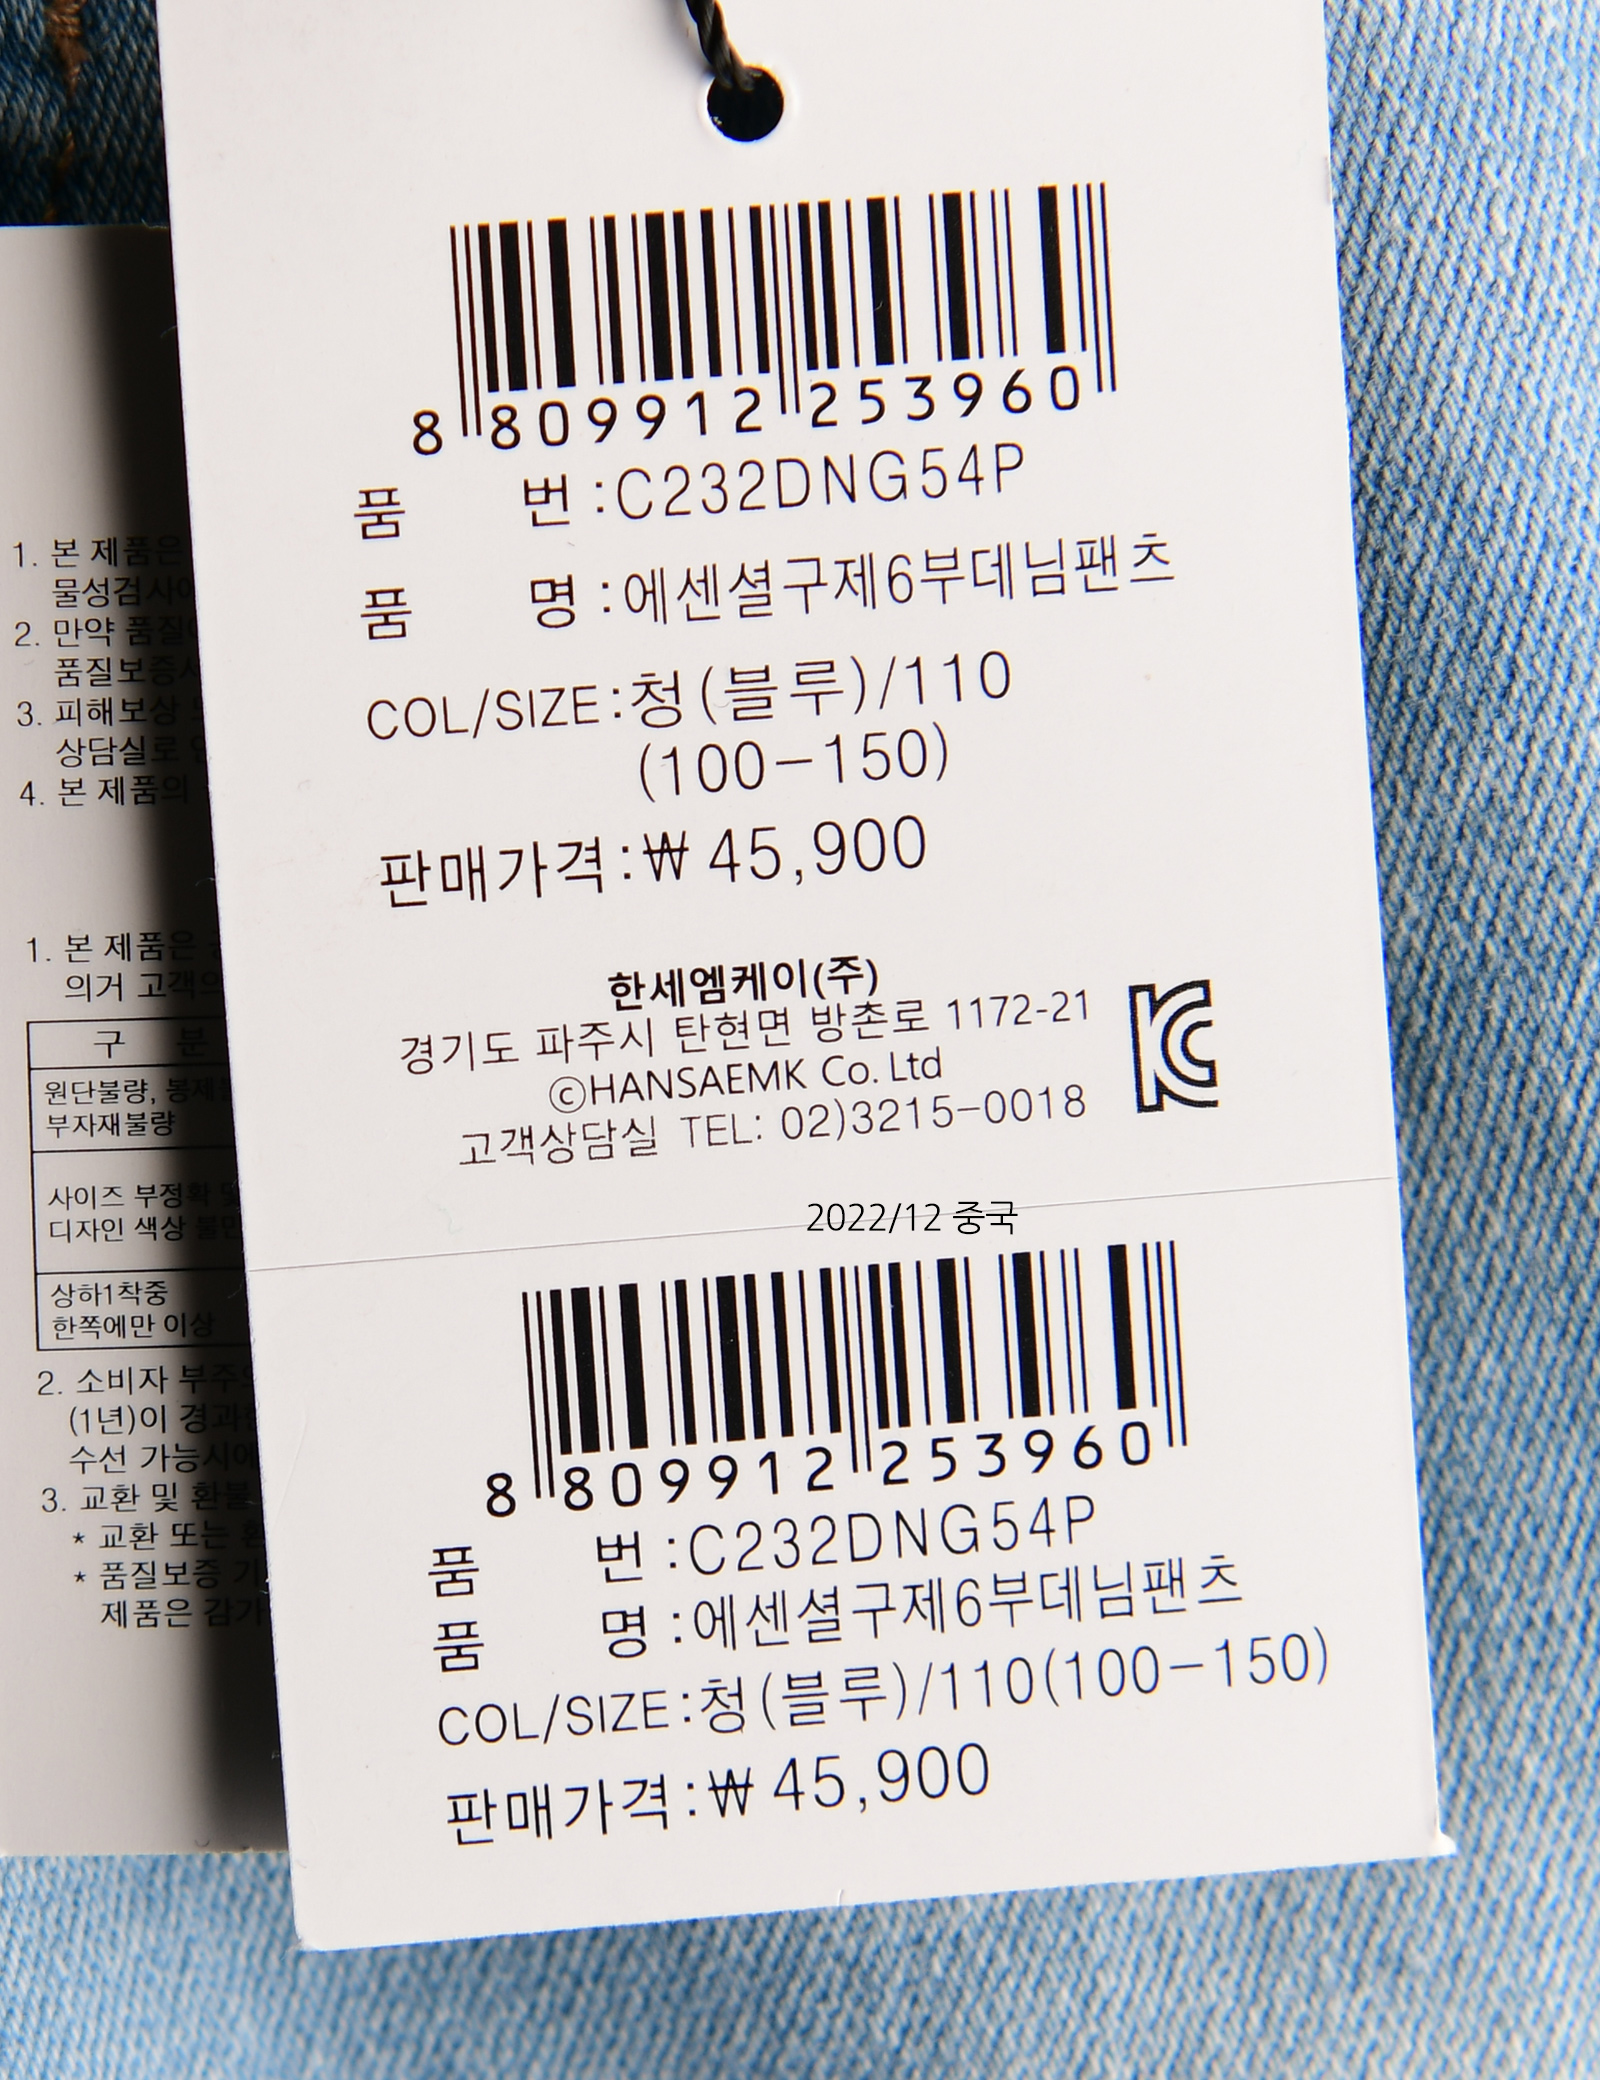 8 809912 253960
품 번 : C232DNG54P
품 명 : 에센셜구제6부데님팬츠
COL/SIZE : 청(블루)/110
(100-150)
판매가격 : ₩ 45,900
한세엠케이(주)
경기도 파주시 탄현면 방촌로 1172-21
ⓒHANSAEMK Co. Ltd
고객상담실 TEL: 02)3215-0018
2022/12 중국
8 809912 253960
품 번 : C232DNG54P
품 명 : 에센셜구제6부데님팬츠
COL/SIZE : 청(블루)/110(100-150)
판매가격 : ₩ 45,900
1. 본 제품은
물성검사
2. 만약 품질
품질보증
3. 피해보상
상담실로
4. 본 제품의
1. 본 제품은
의거 고객
구 분
원단불량, 봉제
부자재불량
사이즈 부정확 및
디자인 색상 불만
상하1착중
한쪽에만 이상
2. 소비자 부주
(1년)이 경과
수선 가능시
3. 교환 및 환불
* 교환 또는
* 품질보증 기
제품은 감가